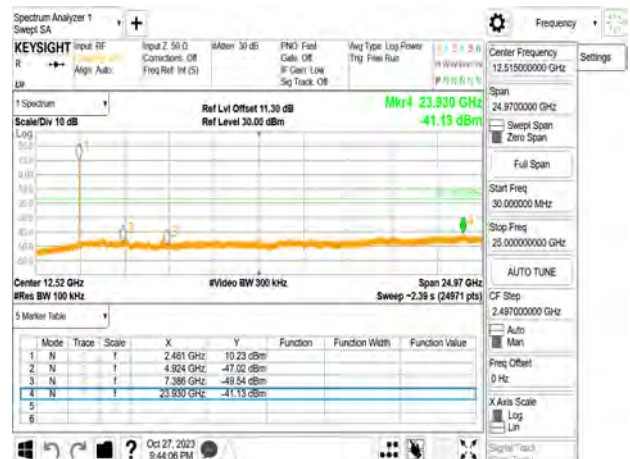 Spectrum Analyzer 1
Swept SA
+
Frequency
Settings
KEYSIGHT Input: RF
R
Align: Auto
Input Z: 50 Ω
Corrections: Off
Freq Ref: Int (S)
#Atten: 30 dB
PNO: Fast
Gate: Off
IF Gain: Low
Sig Track: Off
Avg Type: Log-Power
Trig: Free Run
Center Frequency
12.515000000 GHz
Span
24.9700000 GHz
Swept Span
Zero Span
Full Span
Start Freq
30.000000 MHz
Stop Freq
25.000000000 GHz
AUTO TUNE
CF Step
2.497000000 GHz
Auto
Man
Freq Offset
0 Hz
X Axis Scale
Log
Lin
Signal Track
1 Spectrum
Scale/Div 10 dB
Log
Ref Lvl Offset 11.30 dB
Ref Level 30.00 dBm
Mkr4 23.930 GHz
-41.13 dBm
1
2
3
4
Center 12.52 GHz
#Res BW 100 kHz
#Video BW 300 kHz
Span 24.97 GHz
Sweep ~2.39 s (24971 pts)
5 Marker Table
Mode Trace Scale X Y Function Function Width Function Value
1 N f 2.461 GHz 10.23 dBm
2 N f 4.924 GHz -47.02 dBm
3 N f 7.386 GHz -49.54 dBm
4 N f 23.930 GHz -41.13 dBm
5
6
?
Oct 27, 2023
9:44:06 PM